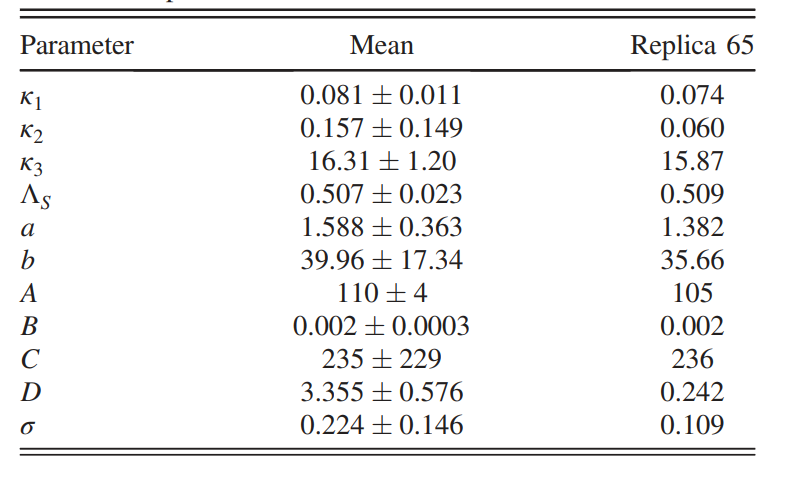 Parameter Mean Replica 65
κ1 0.081 ± 0.011 0.074
κ2 0.157 ± 0.149 0.060
κ3 16.31 ± 1.20 15.87
ΛS 0.507 ± 0.023 0.509
a 1.588 ± 0.363 1.382
b 39.96 ± 17.34 35.66
A 110 ± 4 105
B 0.002 ± 0.0003 0.002
C 235 ± 229 236
D 3.355 ± 0.576 0.242
σ 0.224 ± 0.146 0.109